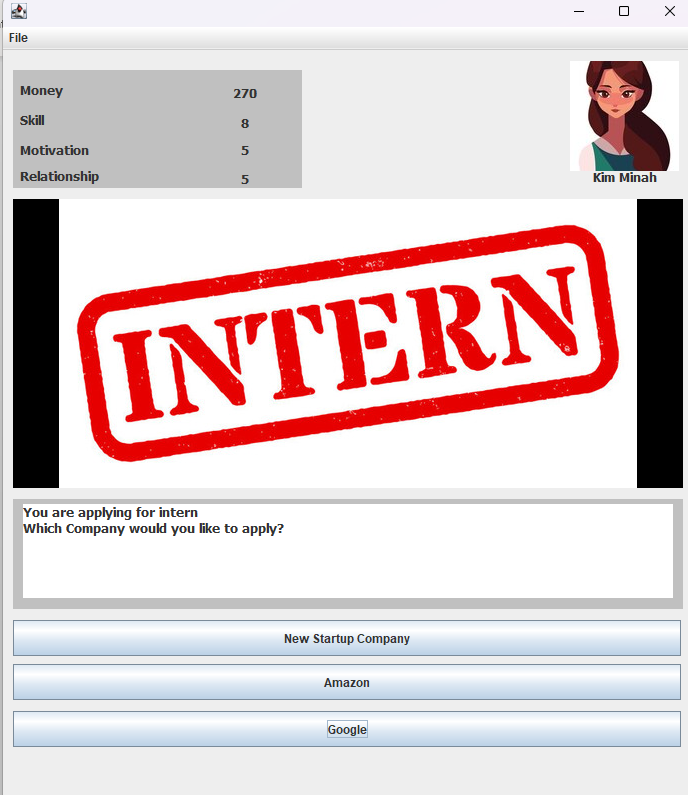 File
Money 270
Skill 8
Motivation 5
Relationship 5
Kim Minah
INTERN
You are applying for intern
Which Company would you like to apply?
New Startup Company
Amazon
Google